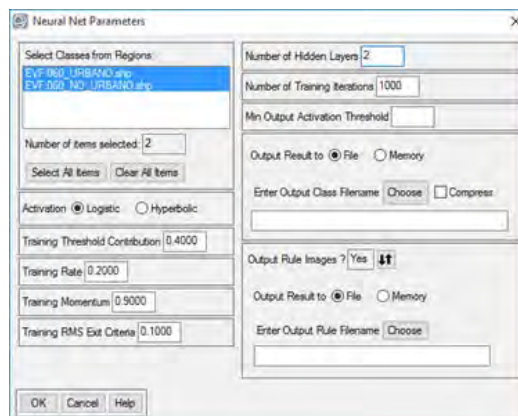 Neural Net Parameters
Select Classes from Regions:
EVF:060_URBANO.shp
EVF:060_NO_URBANO.shp
Number of items selected: 2
Select All Items Clear All Items
Activation Logistic Hyperbolic
Training Threshold Contribution 0.4000
Training Rate 0.2000
Training Momentum 0.9000
Training RMS Exit Criteria 0.1000
Number of Hidden Layers 2
Number of Training Iterations 1000
Min Output Activation Threshold
Output Result to File Memory
Enter Output Class Filename Choose Compress
Output Rule Images ? Yes
Output Result to File Memory
Enter Output Rule Filename Choose
OK Cancel Help